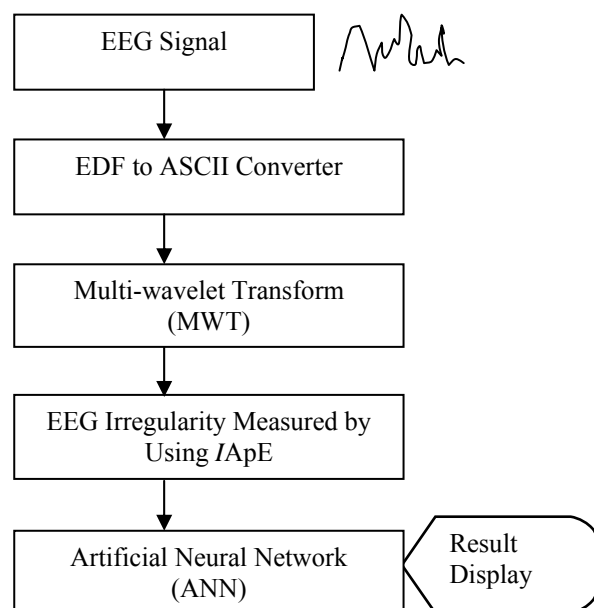 EEG Signal
EDF to ASCII Converter
Multi-wavelet Transform
(MWT)
EEG Irregularity Measured by
Using IApE
Artificial Neural Network
(ANN)
Result
Display